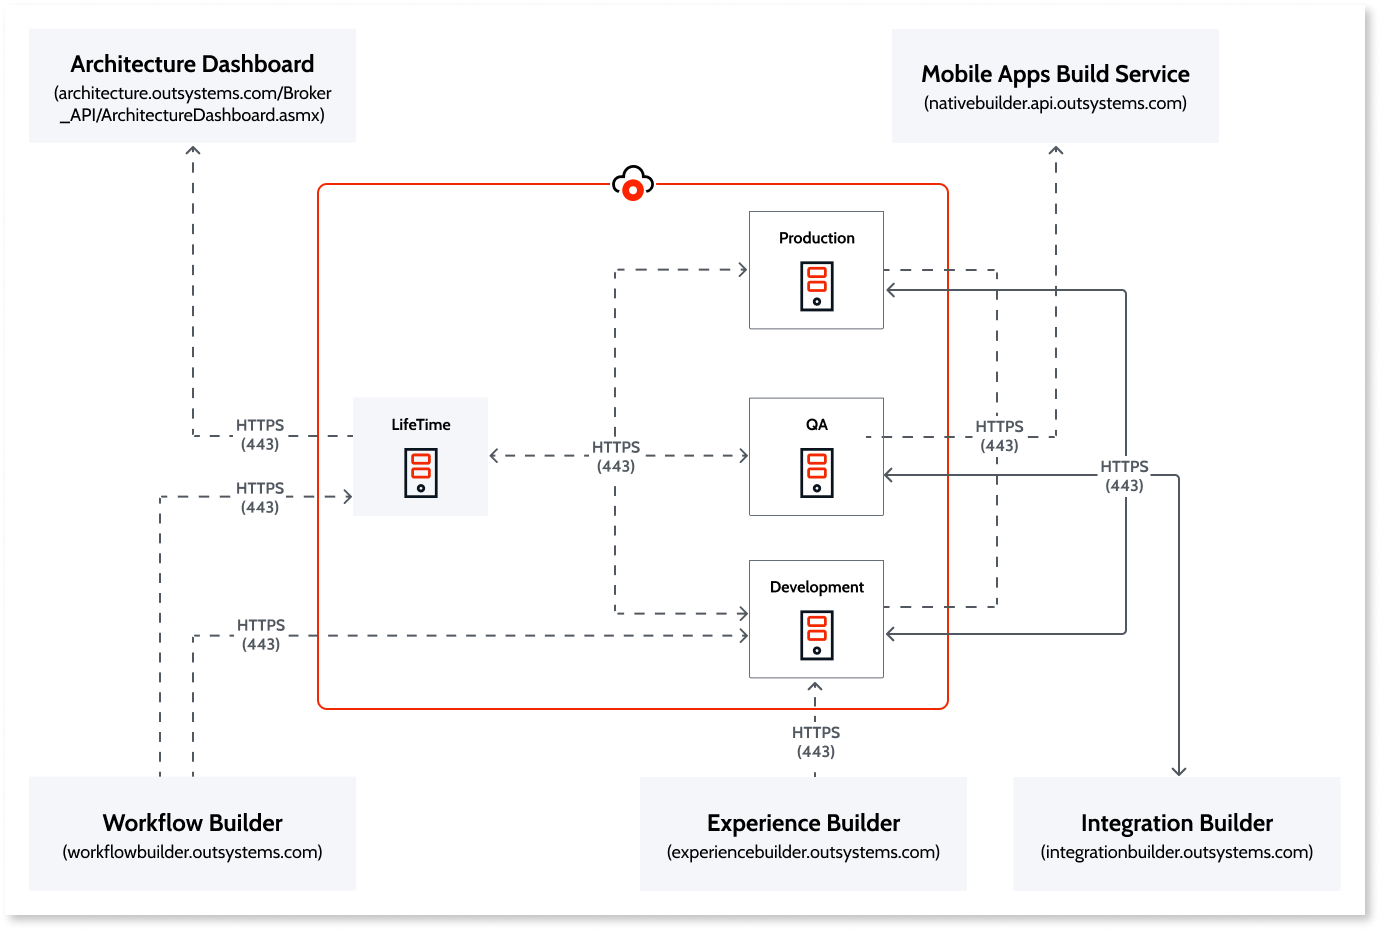 Architecture Dashboard
(architecture.outsystems.com/Broker
_API/ArchitectureDashboard.asmx)
Mobile Apps Build Service
(nativebuilder.api.outsystems.com)
Production
LifeTime
QA
HTTPS
(443)
HTTPS
(443)
HTTPS
(443)
HTTPS
(443)
HTTPS
(443)
Development
HTTPS
(443)
HTTPS
(443)
Workflow Builder
(workflowbuilder.outsystems.com)
Experience Builder
(experiencebuilder.outsystems.com)
Integration Builder
(integrationbuilder.outsystems.com)